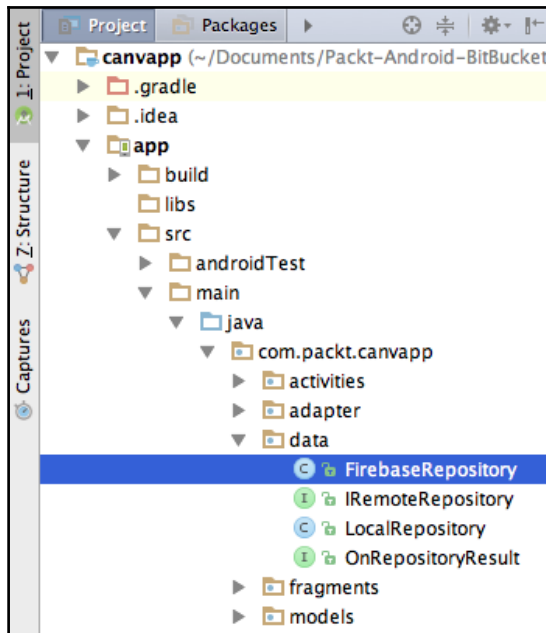 Project Packages
canvapp (~/Documents/Packt-Android-BitBucket
.gradle
.idea
app
build
libs
src
androidTest
main
java
com.packt.canvapp
activities
adapter
data
C FirebaseRepository
I IRemoteRepository
C LocalRepository
I OnRepositoryResult
fragments
models
1: Project
Z: Structure
Captures